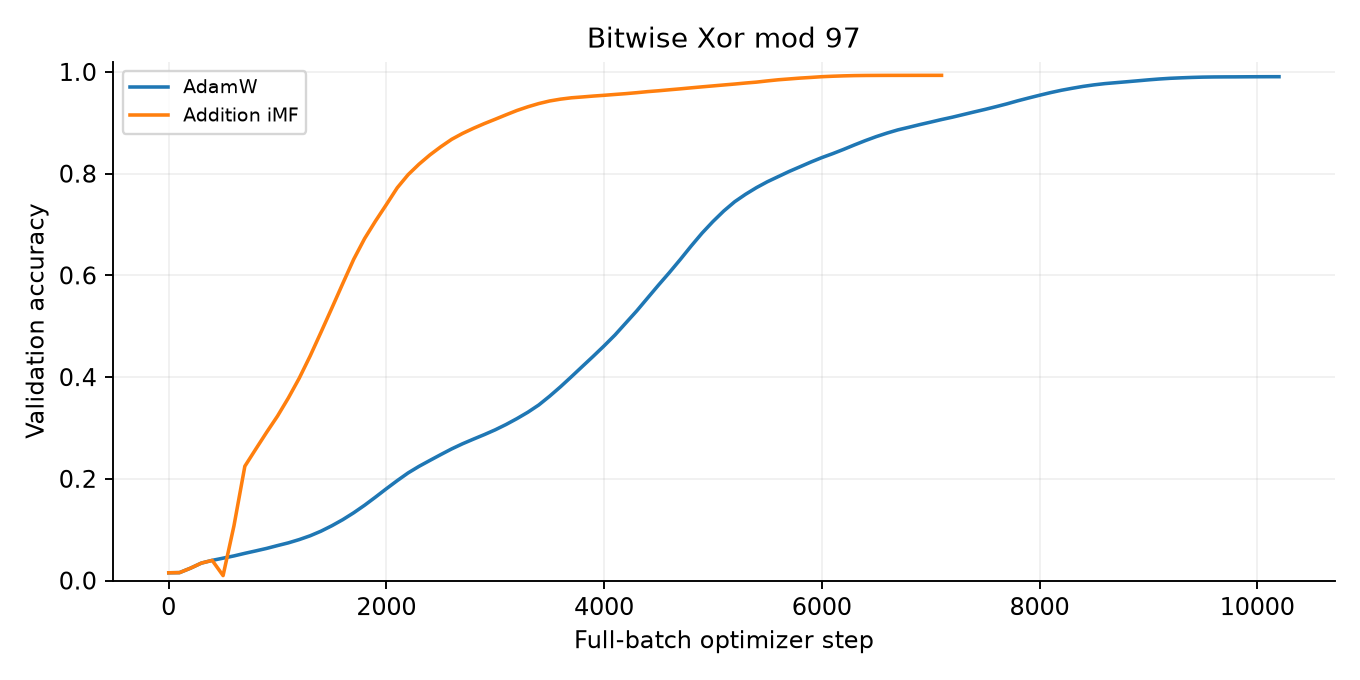 Bitwise Xor mod 97
AdamW
Addition iMF
Validation accuracy
1.0
0.8
0.6
0.4
0.2
0.0
0 2000 4000 6000 8000 10000
Full-batch optimizer step